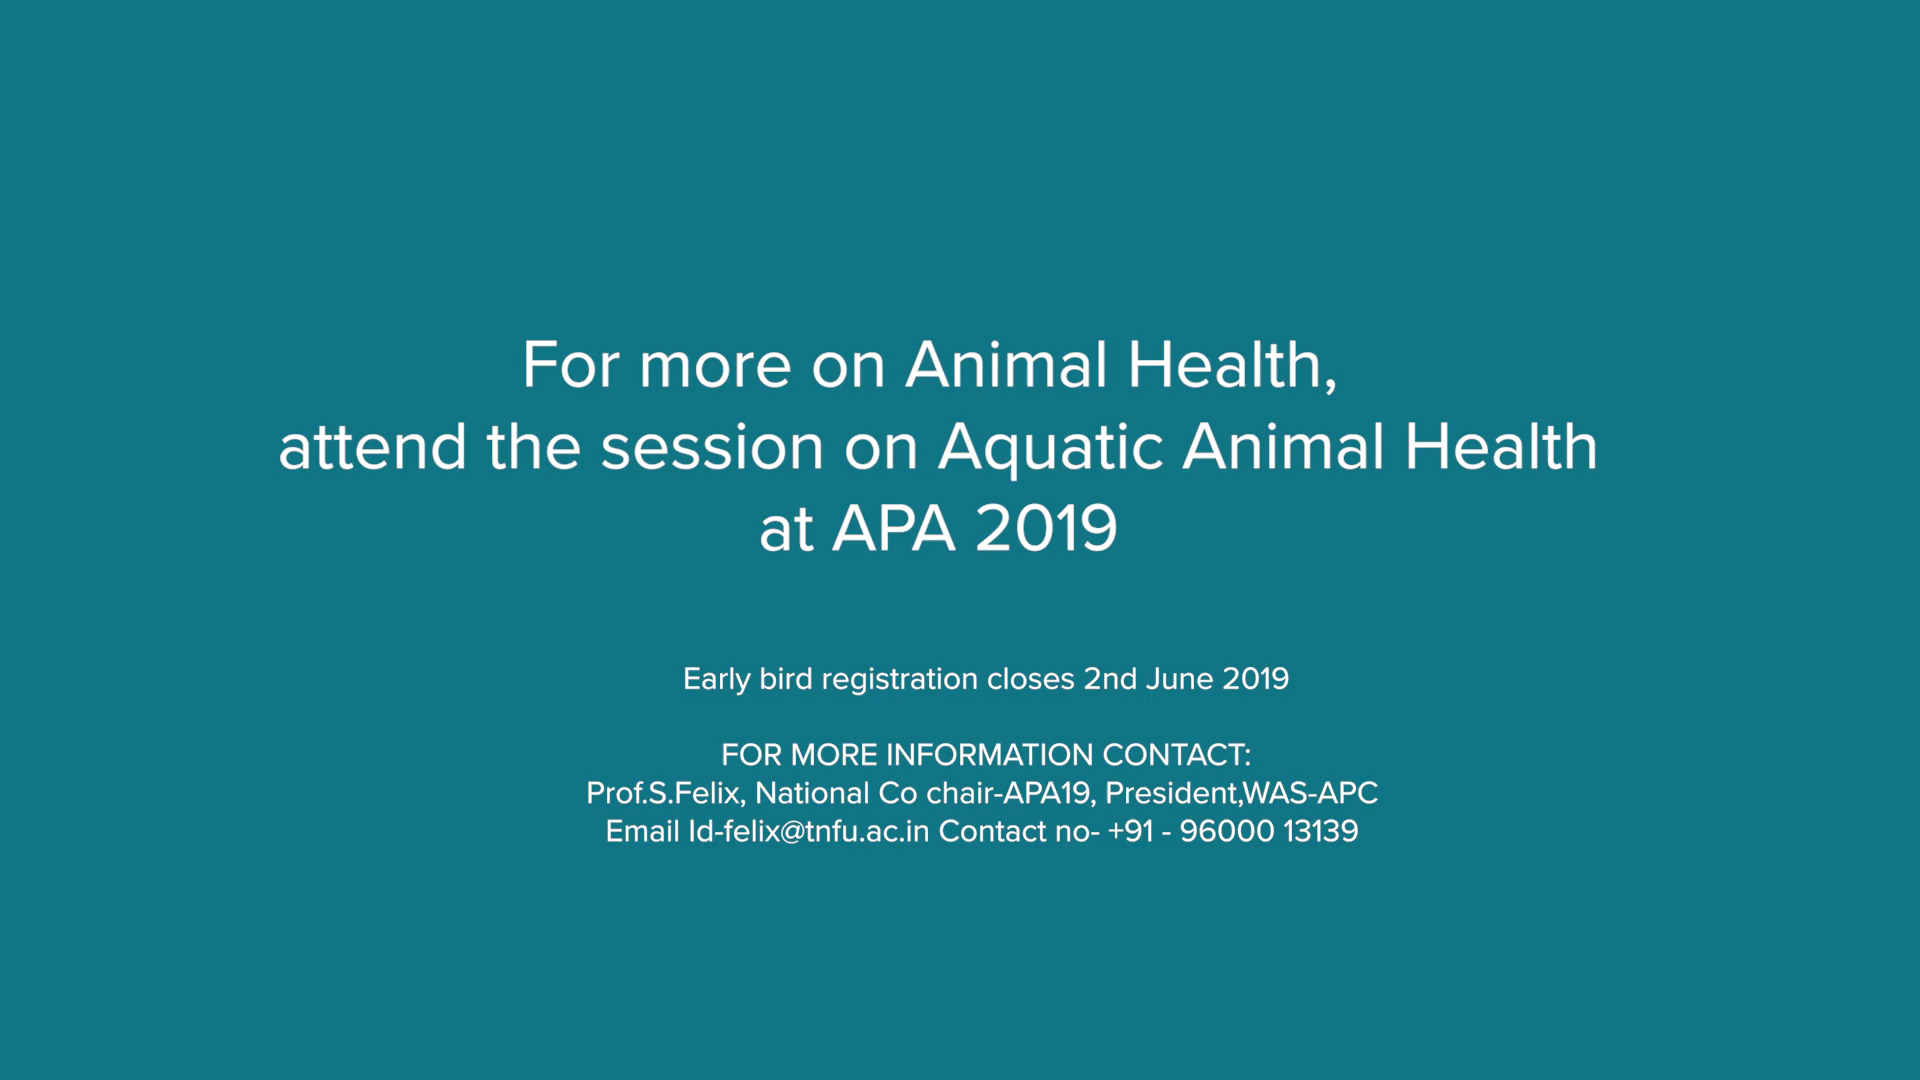 For more on Animal Health,
attend the session on Aquatic Animal Health
at APA 2019
Early bird registration closes 2nd June 2019
FOR MORE INFORMATION CONTACT:
Prof.S.Felix, National Co chair-APA19, President,WAS-APC
Email Id-felix@tnfu.ac.in Contact no- +91 - 96000 13139